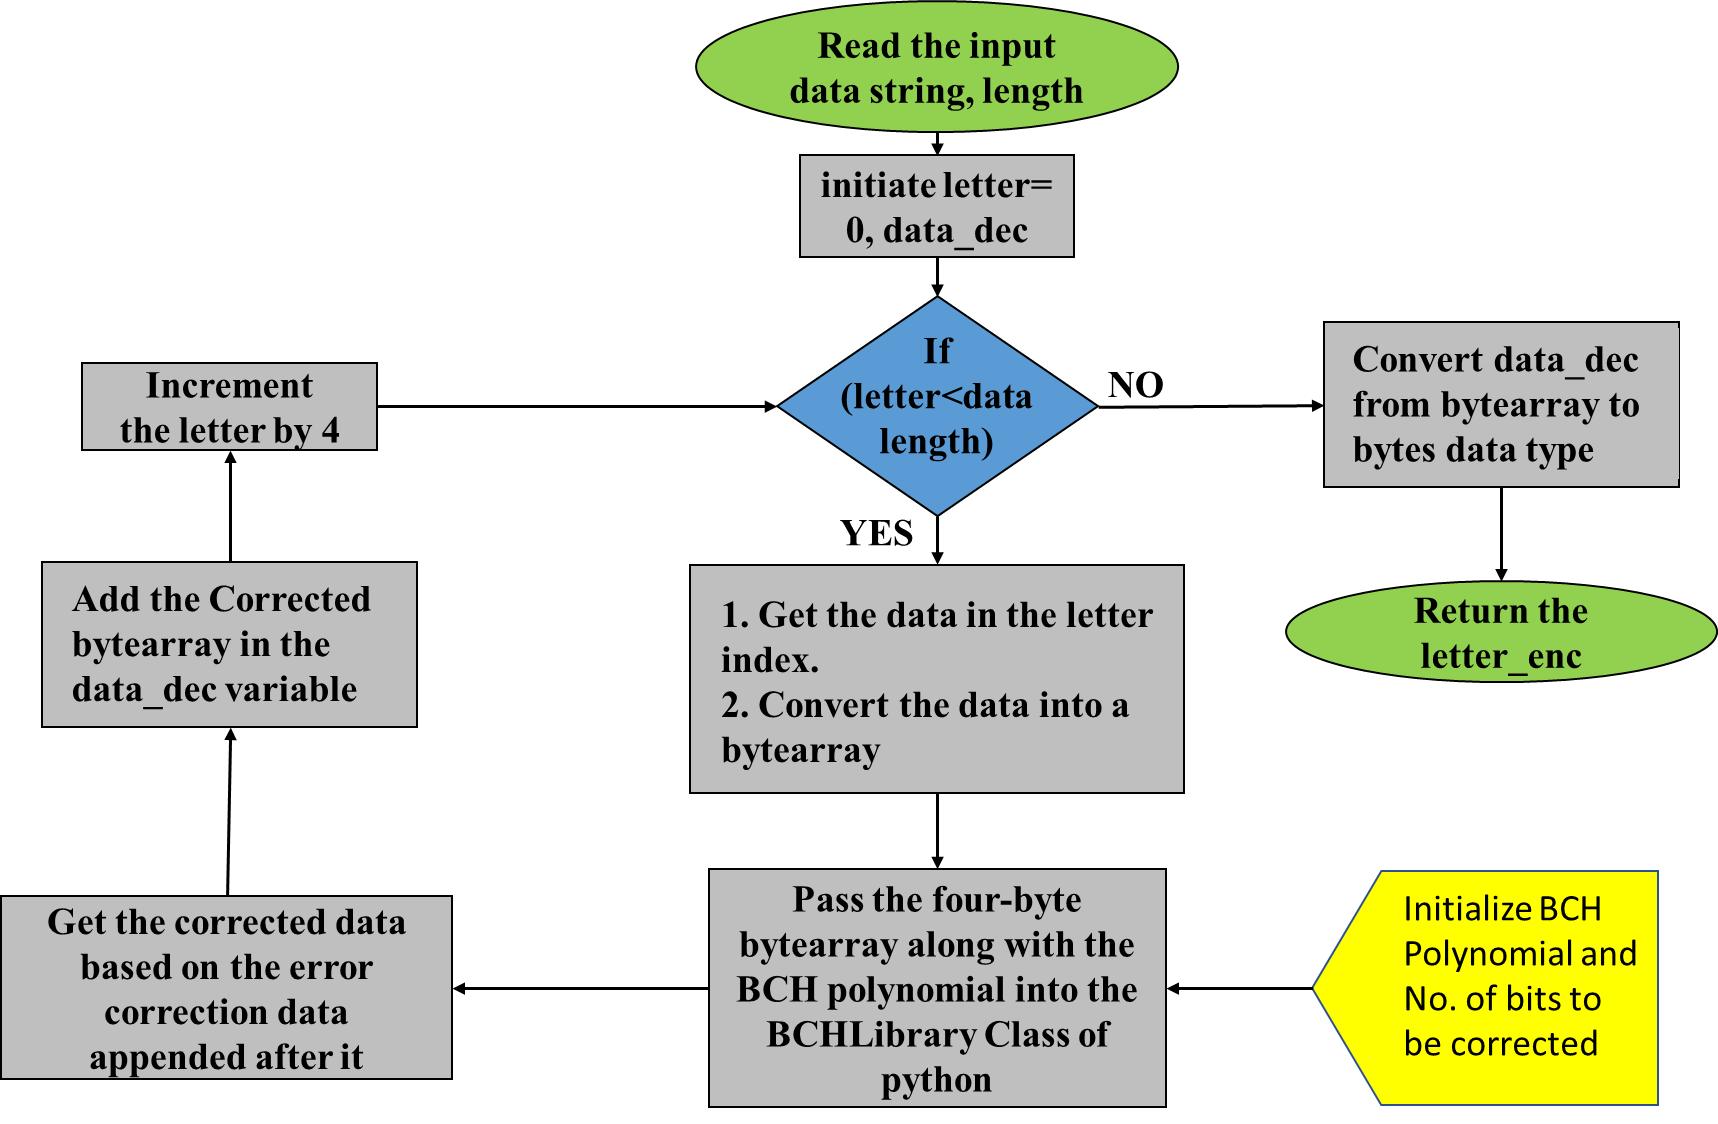 Read the input
data string, length
initiate letter=
0, data_dec
If
(letter<data
length)
NO
YES
Convert data_dec
from bytearray to
bytes data type
Return the
letter_enc
Increment
the letter by 4
Add the Corrected
bytearray in the
data_dec variable
1. Get the data in the letter
index.
2. Convert the data into a
bytearray
Get the corrected data
based on the error
correction data
appended after it
Pass the four-byte
bytearray along with the
BCH polynomial into the
BCHLibrary Class of
python
Initialize BCH
Polynomial and
No. of bits to
be corrected